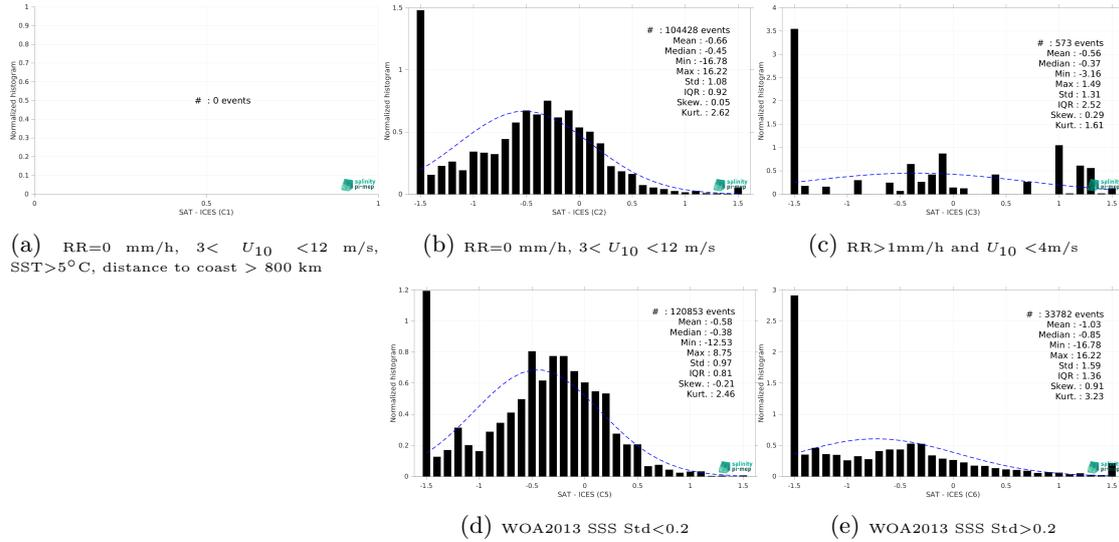 1
0.9
0.8
0.7
0.6
0.5
0.4
0.3
0.2
0.1
0
0
0.5
1
Normalized histogram
# : 0 events
salinity
pi-mep
SAT - ICES (C1)
(a) RR=0 mm/h, 3< U10 <12 m/s,
SST>5°C, distance to coast > 800 km
1.5
1
0.5
0
-1.5
-1
-0.5
0
0.5
1
1.5
Normalized histogram
# : 104428 events
Mean : -0.66
Median : -0.45
Min : -16.78
Max : 16.22
Std : 1.08
IQR : 0.92
Skew. : 0.05
Kurt. : 2.62
salinity
pi-mep
SAT - ICES (C2)
(b) RR=0 mm/h, 3< U10 <12 m/s
4
3.5
3
2.5
2
1.5
1
0.5
0
-1.5
-1
-0.5
0
0.5
1
1.5
Normalized histogram
# : 573 events
Mean : -0.56
Median : -0.37
Min : -3.16
Max : 1.49
Std : 1.31
IQR : 2.52
Skew. : 0.29
Kurt. : 1.61
salinity
pi-mep
SAT - ICES (C3)
(c) RR>1mm/h and U10 <4m/s
1.2
1
0.8
0.6
0.4
0.2
0
-1.5
-1
-0.5
0
0.5
1
1.5
Normalized histogram
# : 120853 events
Mean : -0.58
Median : -0.38
Min : -12.53
Max : 8.75
Std : 0.97
IQR : 0.81
Skew. : -0.21
Kurt. : 2.46
salinity
pi-mep
SAT - ICES (C5)
(d) WOA2013 SSS Std<0.2
3
2.5
2
1.5
1
0.5
0
-1.5
-1
-0.5
0
0.5
1
1.5
Normalized histogram
# : 33782 events
Mean : -1.03
Median : -0.85
Min : -16.78
Max : 16.22
Std : 1.59
IQR : 1.36
Skew. : 0.91
Kurt. : 3.23
salinity
pi-mep
SAT - ICES (C6)
(e) WOA2013 SSS Std>0.2